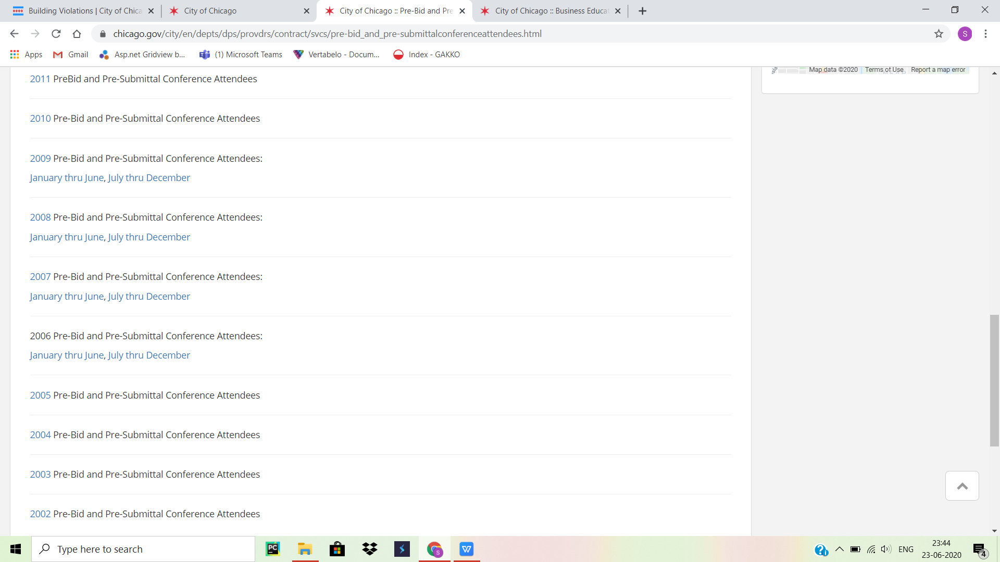 Building Violations | City of Chica
City of Chicago
City of Chicago :: Pre-Bid and Pre
City of Chicago :: Business Educat
chicago.gov/city/en/depts/dps/provdrs/contract/svcs/pre-bid_and_pre-submittalconferenceattendees.html
S
Apps
Gmail
Asp.net Gridview b...
(1) Microsoft Teams
Vertabelo - Docum...
Index - GAKKO
Map data ©2020 Terms of Use Report a map error
2011 PreBid and Pre-Submittal Conference Attendees
2010 Pre-Bid and Pre-Submittal Conference Attendees
2009 Pre-Bid and Pre-Submittal Conference Attendees:
January thru June, July thru December
2008 Pre-Bid and Pre-Submittal Conference Attendees:
January thru June, July thru December
2007 Pre-Bid and Pre-Submittal Conference Attendees:
January thru June, July thru December
2006 Pre-Bid and Pre-Submittal Conference Attendees:
January thru June, July thru December
2005 Pre-Bid and Pre-Submittal Conference Attendees
2004 Pre-Bid and Pre-Submittal Conference Attendees
2003 Pre-Bid and Pre-Submittal Conference Attendees
2002 Pre-Bid and Pre-Submittal Conference Attendees
Type here to search
PC
S
W
ENG
23:44
23-06-2020
4